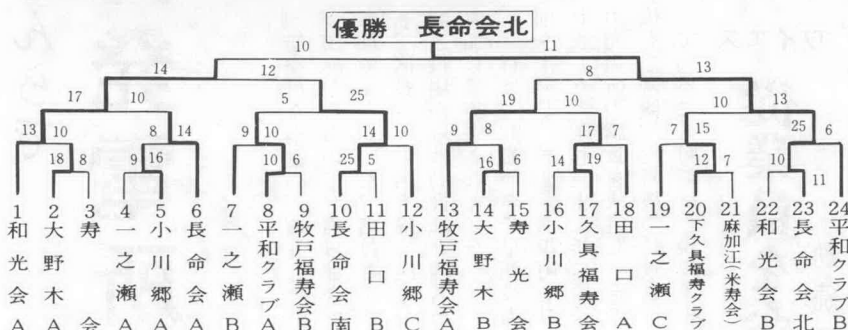 優勝 長命会北
10 11
14 12 8 13
17 10 5 25 19 10 10 13
13 10 8 14 9 10 14 10 9 8 17 7 7 15 25 6
18 8 9 16 10 6 25 5 16 6 14 19 12 7 10 11
1 和光会A
2 大野木A
3 寿会
4 一之瀬A
5 小川郷A
6 長命会A
7 一之瀬B
8 平和クラブA
9 牧戸福寿会B
10 長命会南
11 田口B
12 小川郷C
13 牧戸福寿会A
14 大野木B
15 寿光会
16 小川郷B
17 久具福寿会
18 田口A
19 一之瀬C
20 下久具福寿クラブ
21 麻加江(米寿会)
22 和光会B
23 長命会北
24 平和クラブB